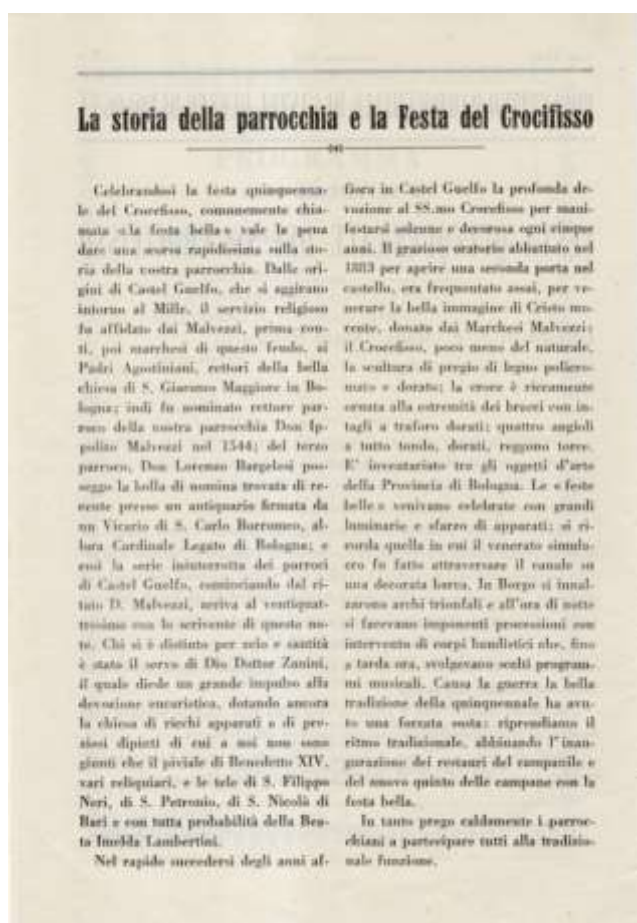 La storia della parrocchia e la Festa del Crocifisso
Celebrandosi la festa quinquenna-
le del Crocefisso, comunemente chia-
mata «la festa bella» vale la pena
dare una scorsa rapidissima sulla sto-
ria della vostra parrocchia. Dalle ori-
gini di Castel Guelfo, che si aggirano
intorno al Mille, il servizio religioso
fu affidato dai Malvezzi, prima con-
ti, poi marchesi di questo feudo, ai
Padri Agostiniani, rettori della bella
chiesa di S. Giacomo Maggiore in Bo-
logna; indi fu nominato rettore par-
roco della vostra parrocchia Don Ip-
polito Malvezzi nel 1544; del terzo
parroco, Don Lorenzo Bargelesi pos-
seggo la bolla di nomina trovata di re-
cente presso un antiquario firmata da
un Vicario di S. Carlo Borromeo, al-
lora Cardinale Legato di Bologna; e
così la serie ininterrotta dei parroci
di Castel Guelfo, cominciando dal ci-
tato D. Malvezzi, arriva al ventiquat-
tresimo con lo scrivente di queste no-
te. Chi si è distinto per zelo e santità
è stato il servo di Dio Dottor Zanini,
il quale diede un grande impulso alla
devozione eucaristica, dotando ancora
la chiesa di ricchi apparati e di pre-
ziosi dipinti di cui a noi non sono
giunti che il piviale di Benedetto XIV,
vari reliquiari, e le tele di S. Filippo
Neri, di S. Petronio, di S. Nicolò di
Bari e con tutta probabilità della Bea-
ta Imelda Lambertini.
Nel rapido succedersi degli anni af-
fiora in Castel Guelfo la profonda de-
vozione al SS.mo Crocefisso per mani-
festarsi solenne e decorosa ogni cinque
anni. Il grazioso oratorio abbattuto nel
1883 per aprire una seconda porta nel
castello, era frequentato assai, per ve-
nerare la bella immagine di Cristo mo-
rente, donato dai Marchesi Malvezzi;
il Crocefisso, poco meno del naturale,
la scultura di pregio di legno policro-
mato e dorato; la croce è riccamente
ornata alla estremità dei bracci con in-
tagli a traforo dorati; quattro angioli
a tutto tondo, dorati, reggono torce.
E' inventariato tra gli oggetti d'arte
della Provincia di Bologna. Le «feste
belle» venivano celebrate con grandi
luminarie e sfarzo di apparati; si ri-
corda quella in cui il venerato simula-
cro fu fatto attraversare il canale su
una decorata barca. In Borgo si innal-
zarono archi trionfali e all'ora di notte
si facevano imponenti processioni con
intervento di corpi bandistici che, fino
a tarda ora, svolgevano scelti program-
mi musicali. Causa la guerra la bella
tradizione della quinquennale ha avu-
to una forzata sosta: riprendiamo il
ritmo tradizionale, abbinando l'inau-
gurazione dei restauri del campanile e
del nuovo quinto delle campane con la
festa bella.
In tanto prego caldamente i parroc-
chiani a partecipare tutti alla tradizio-
nale funzione.